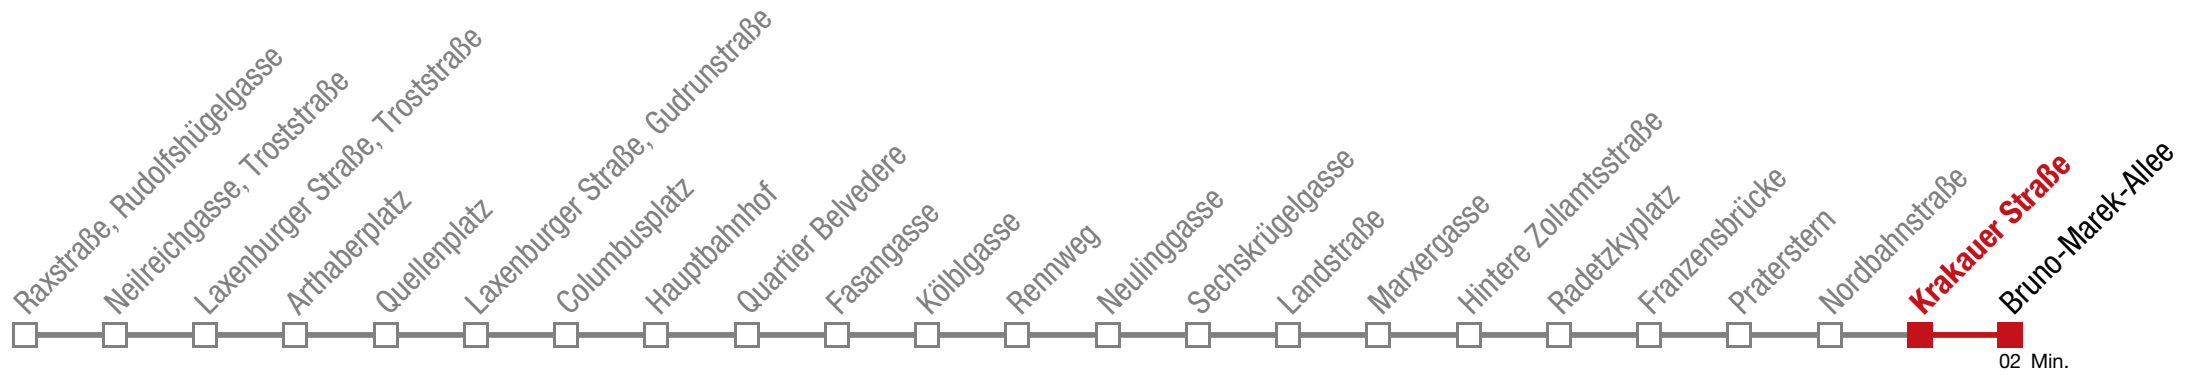 Raxstraße, Rudolfshügelgasse
Neilreichgasse, Troststraße
Laxenburger Straße, Troststraße
Arthaberplatz
Quellenplatz
Laxenburger Straße, Gudrunstraße
Columbusplatz
Hauptbahnhof
Quartier Belvedere
Fasangasse
Kölblgasse
Rennweg
Neulinggasse
Sechskrügelgasse
Landstraße
Marxergasse
Hintere Zollamtsstraße
Radetzkyplatz
Franzensbrücke
Praterstern
Nordbahnstraße
Krakauer Straße
Bruno-Marek-Allee
02 Min.